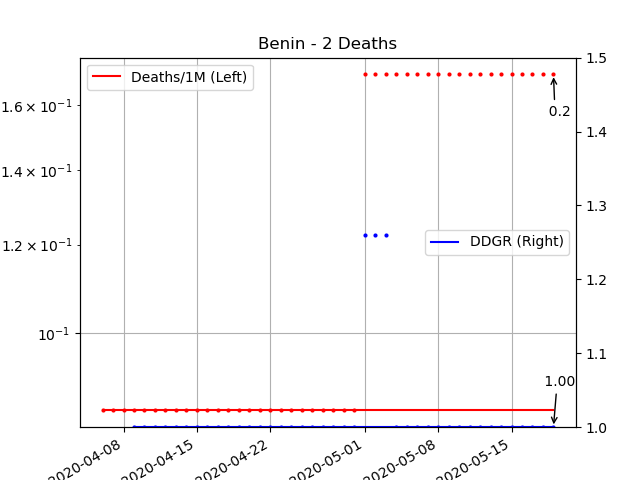 Benin - 2 Deaths
Deaths/1M (Left)
DDGR (Right)
0.2
1.00
1.6 × 10⁻¹
1.4 × 10⁻¹
1.2 × 10⁻¹
10⁻¹
1.5
1.4
1.3
1.2
1.1
1.0
2020-04-08
2020-04-15
2020-04-22
2020-05-01
2020-05-08
2020-05-15